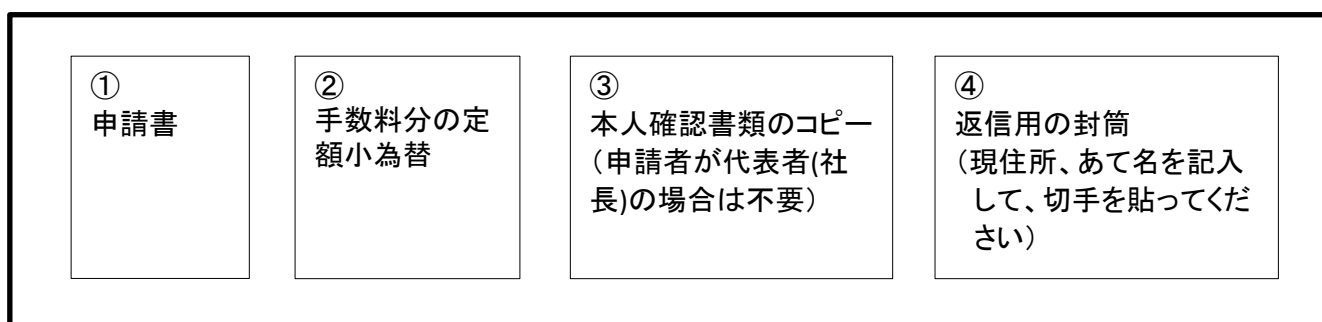 ①
申請書
②
手数料分の定
額小為替
③
本人確認書類のコピー
（申請者が代表者(社
長)の場合は不要）
④
返信用の封筒
（現住所、あて名を記入
して、切手を貼ってくだ
さい）